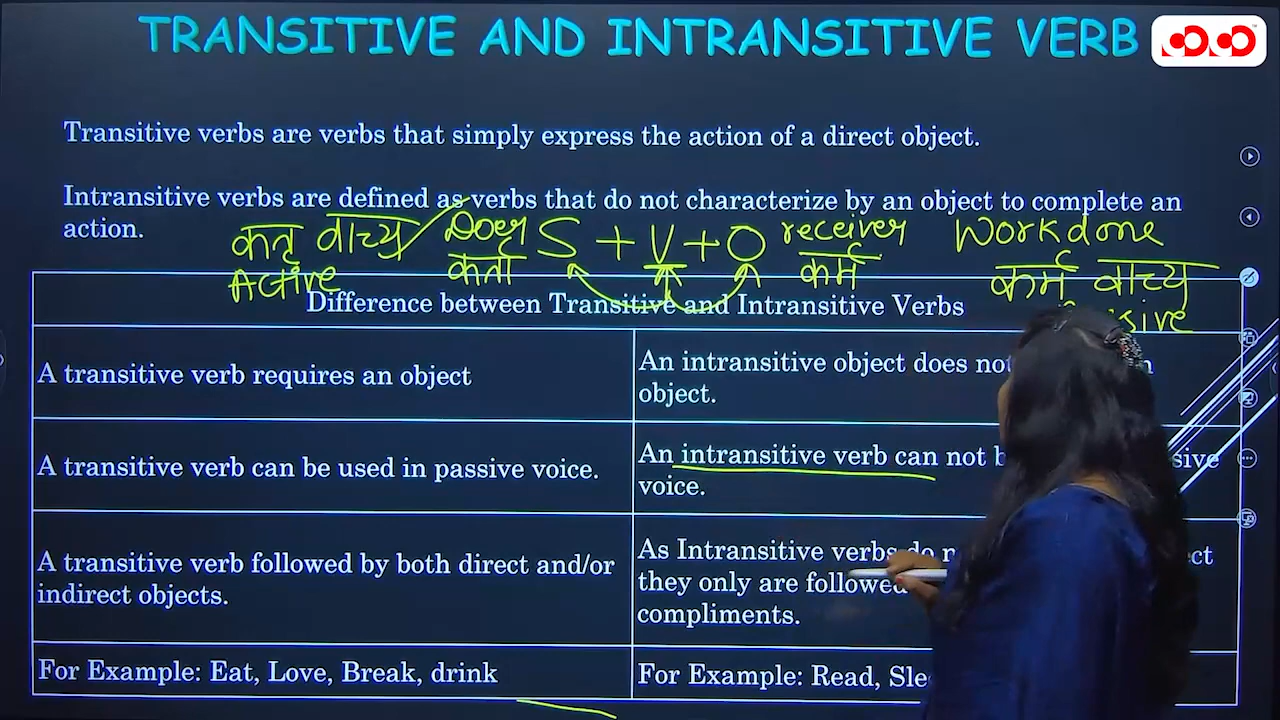 TRANSITIVE AND INTRANSITIVE VERB
Transitive verbs are verbs that simply express the action of a direct object.
Intransitive verbs are defined as verbs that do not characterize by an object to complete an
action.
कतृ वाच्य Doer S + V + O receiver Work done
Active कर्ता कर्म कर्म वाच्य
Difference between Transitive and Intransitive Verbs
A transitive verb requires an object
An intransitive object does
object.
A transitive verb can be used in passive voice.
An intransitive verb can not
voice.
A transitive verb followed by both direct and/or
indirect objects.
As Intransitive verbs do
they only are followed
compliments.
For Example: Eat, Love, Break, drink
For Example: Read,